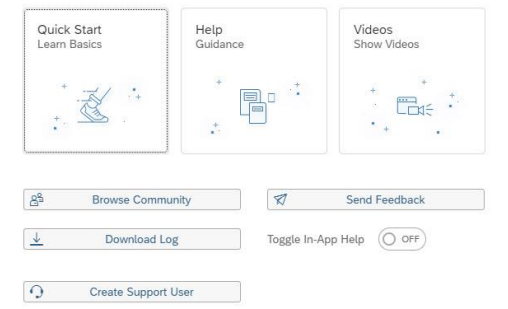 Quick Start
Learn Basics
Help
Guidance
Videos
Show Videos
Browse Community
Send Feedback
Download Log
Toggle In-App Help
OFF
Create Support User